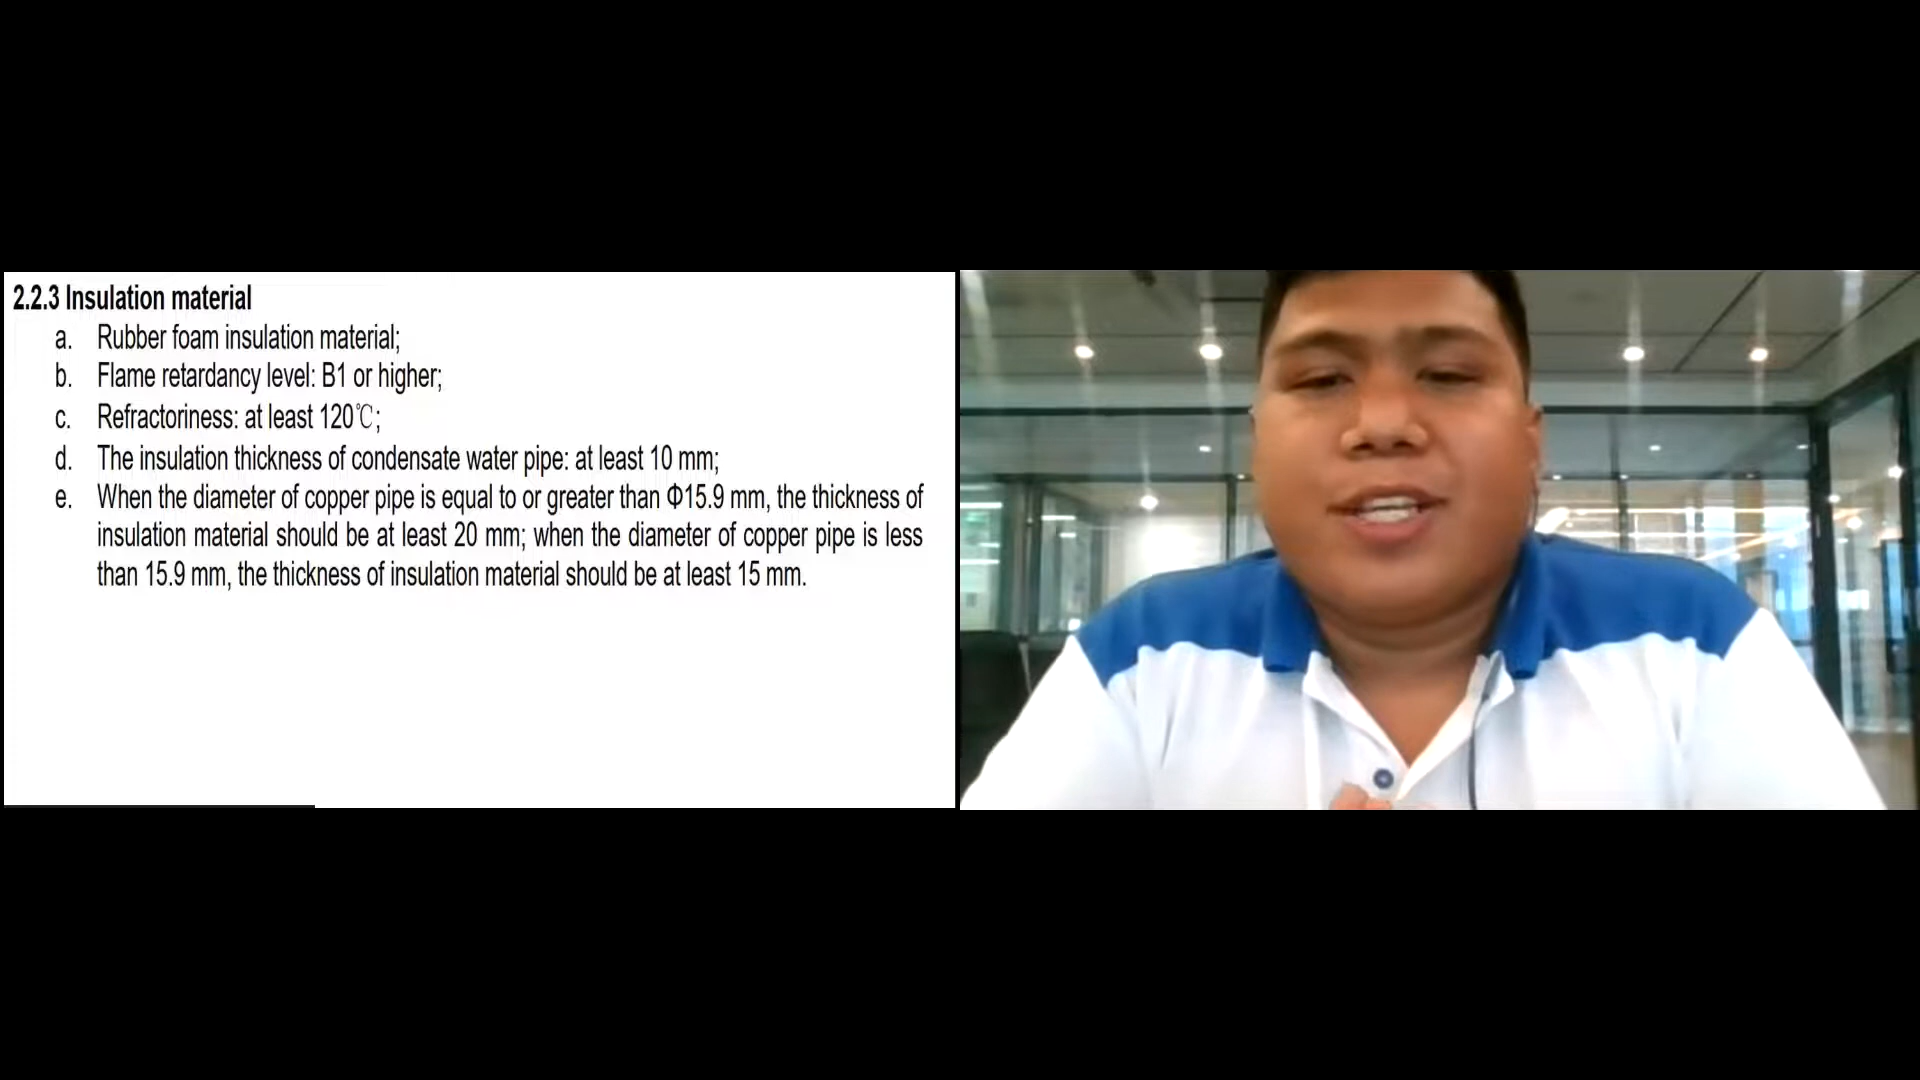 2.2.3 Insulation material
a. Rubber foam insulation material;
b. Flame retardancy level: B1 or higher;
c. Refractoriness: at least 120℃;
d. The insulation thickness of condensate water pipe: at least 10 mm;
e. When the diameter of copper pipe is equal to or greater than Φ15.9 mm, the thickness of
insulation material should be at least 20 mm; when the diameter of copper pipe is less
than 15.9 mm, the thickness of insulation material should be at least 15 mm.